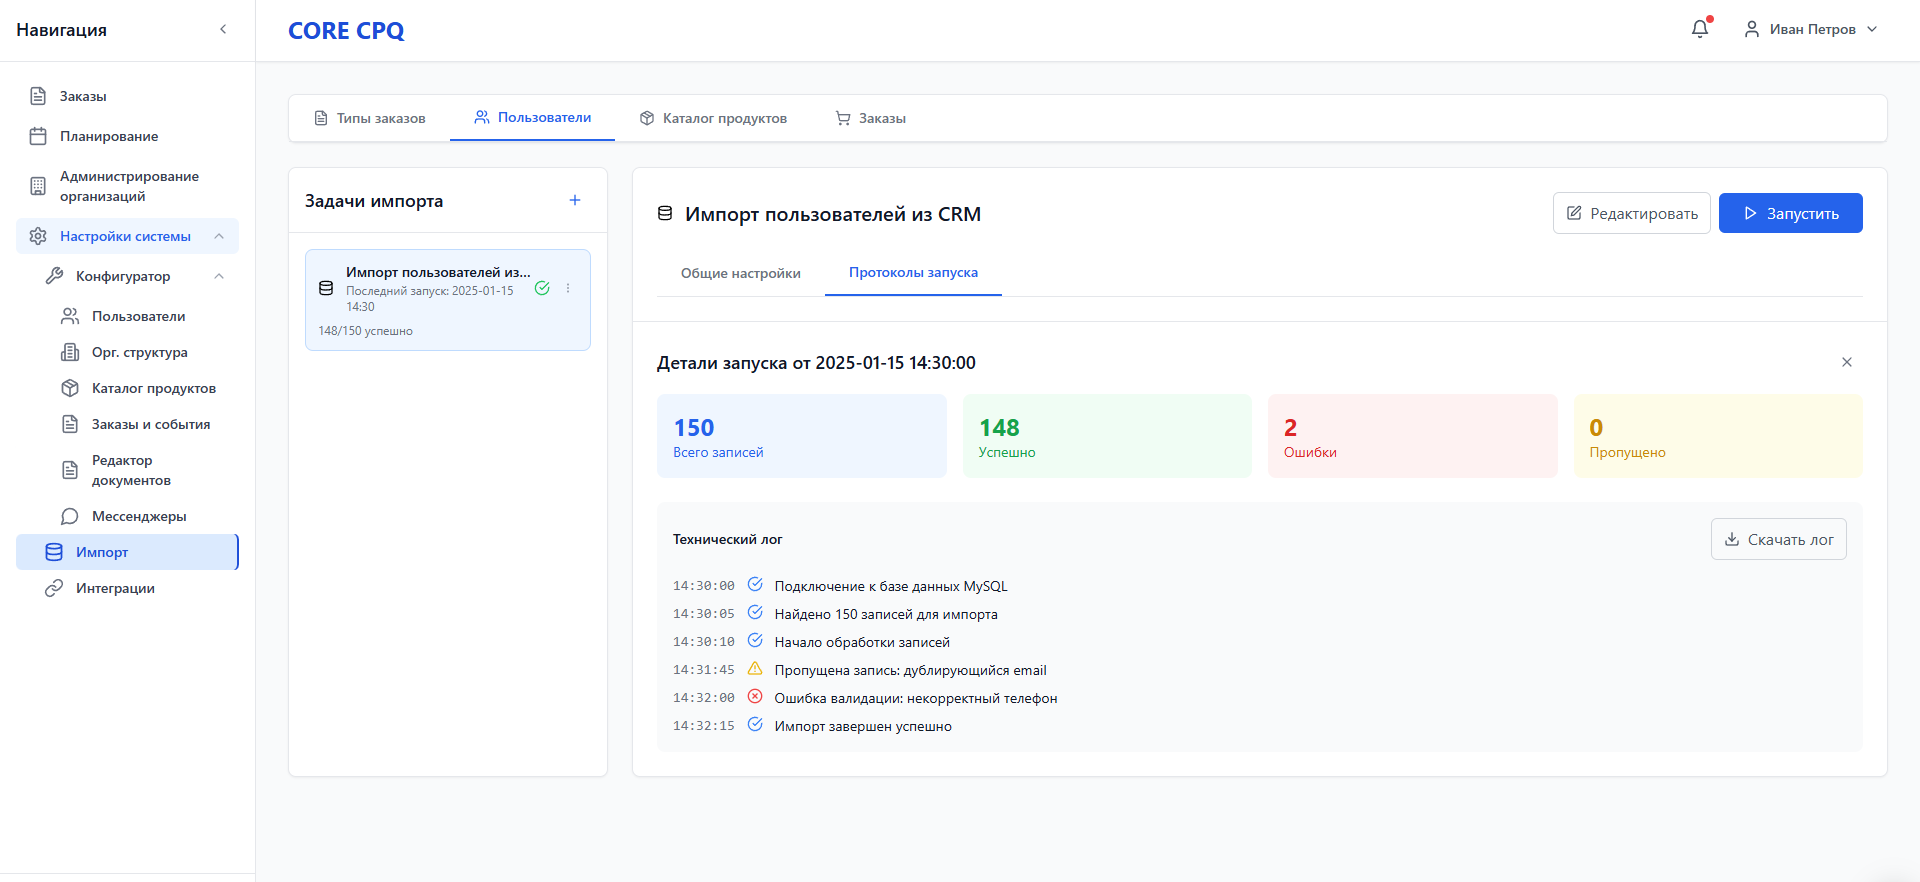 Навигация
CORE CPQ
Иван Петров
Заказы
Планирование
Администрирование
организаций
Настройки системы
Конфигуратор
Пользователи
Орг. структура
Каталог продуктов
Заказы и события
Редактор
документов
Мессенджеры
Импорт
Интеграции
Типы заказов
Пользователи
Каталог продуктов
Заказы
Задачи импорта
Импорт пользователей из...
Последний запуск: 2025-01-15
14:30
148/150 успешно
Импорт пользователей из CRM
Редактировать
Запустить
Общие настройки
Протоколы запуска
Детали запуска от 2025-01-15 14:30:00
150
Всего записей
148
Успешно
2
Ошибки
0
Пропущено
Технический лог
Скачать лог
14:30:00 Подключение к базе данных MySQL
14:30:05 Найдено 150 записей для импорта
14:30:10 Начало обработки записей
14:31:45 Пропущена запись: дублирующийся email
14:32:00 Ошибка валидации: некорректный телефон
14:32:15 Импорт завершен успешно